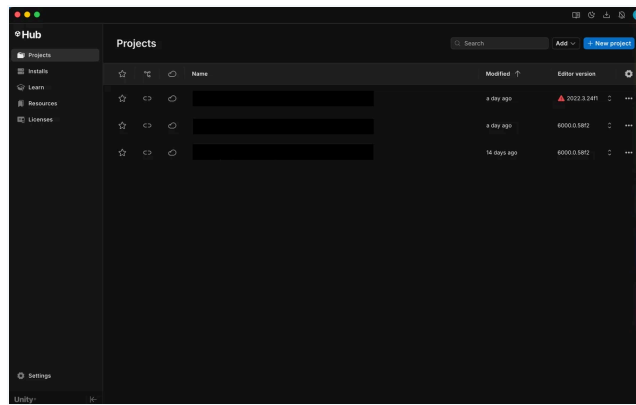 Hub
Projects
Installs
Learn
Resources
Licenses
Settings
Unity
Projects
Search
Add
+ New project
Name
Modified ↑
Editor version
a day ago
2022.3.24f1
a day ago
6000.0.58f2
14 days ago
6000.0.58f2